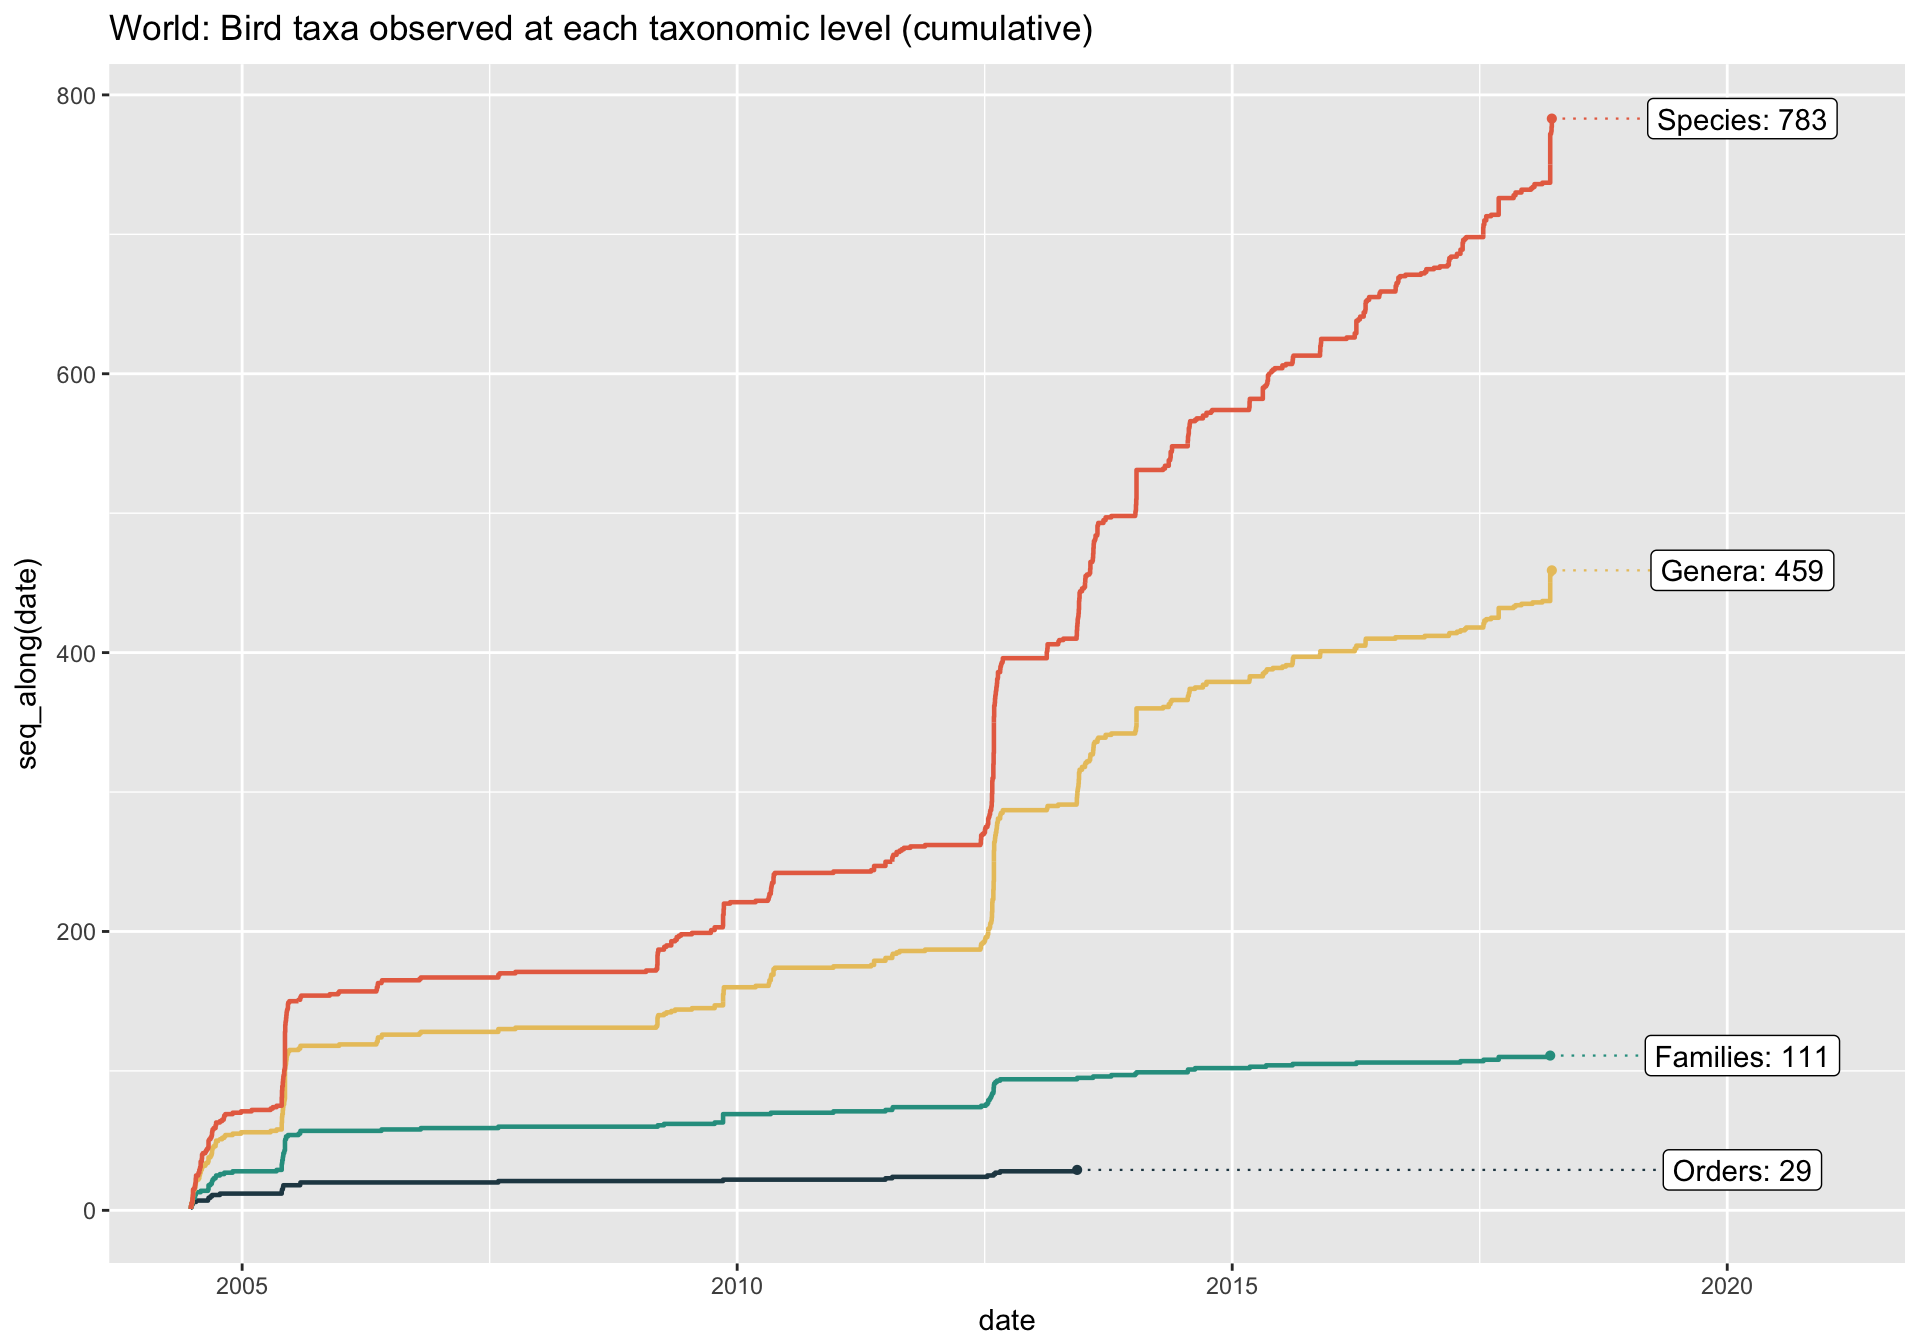 World: Bird taxa observed at each taxonomic level (cumulative)
800
600
400
200
0
seq_along(date)
Species: 783
Genera: 459
Families: 111
Orders: 29
2005
2010
2015
2020
date